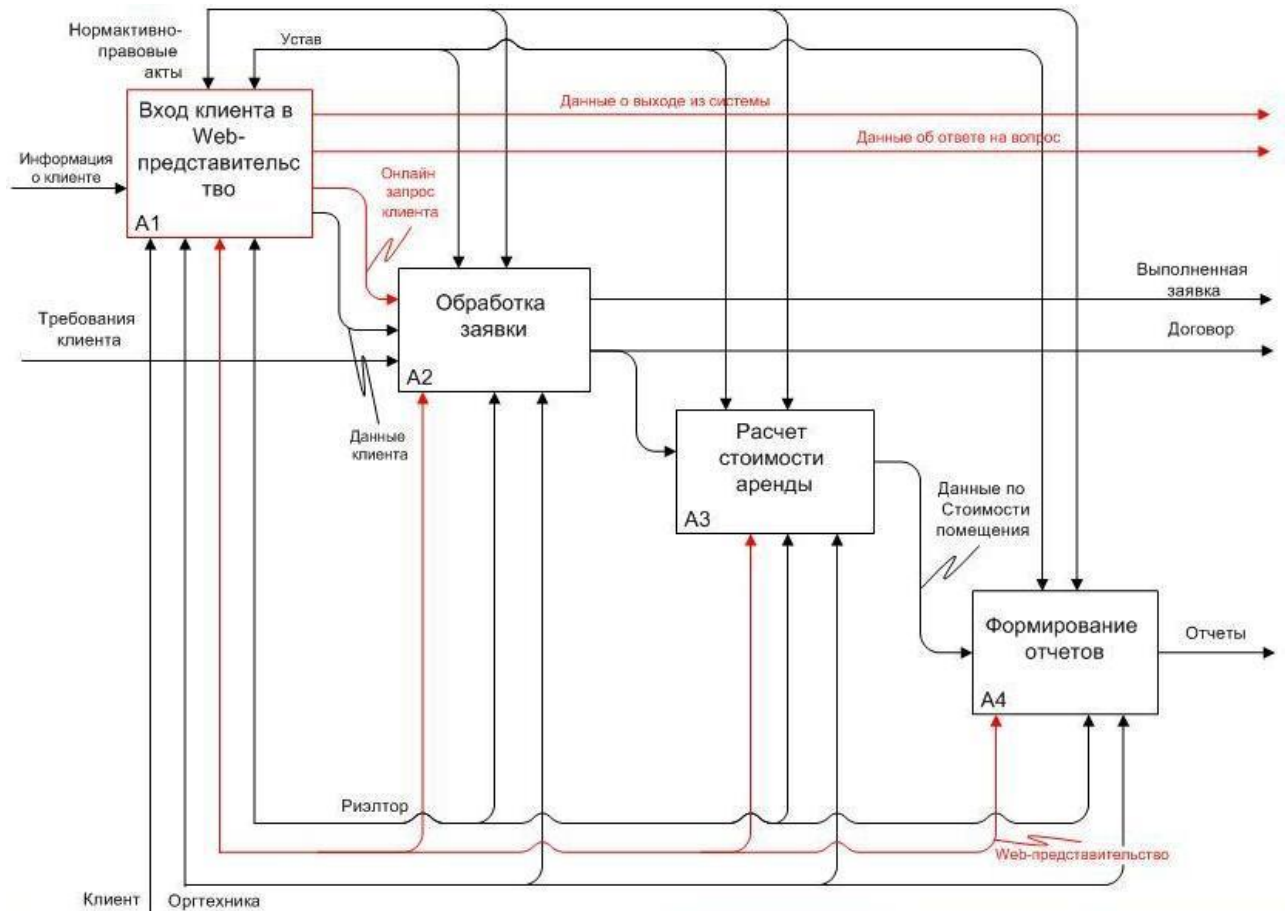 Нормактивно-
правовые
акты
Устав
Вход клиента в
Web-
представительс
тво
A1
Данные о выходе из системы
Данные об ответе на вопрос
Информация
о клиенте
Онлайн
запрос
клиента
Обработка
заявки
A2
Выполненная
заявка
Требования
клиента
Договор
Данные
клиента
Расчет
стоимости
аренды
A3
Данные по
Стоимости
помещения
Формирование
отчетов
A4
Отчеты
Риэлтор
Web-представительство
Клиент
Оргтехника